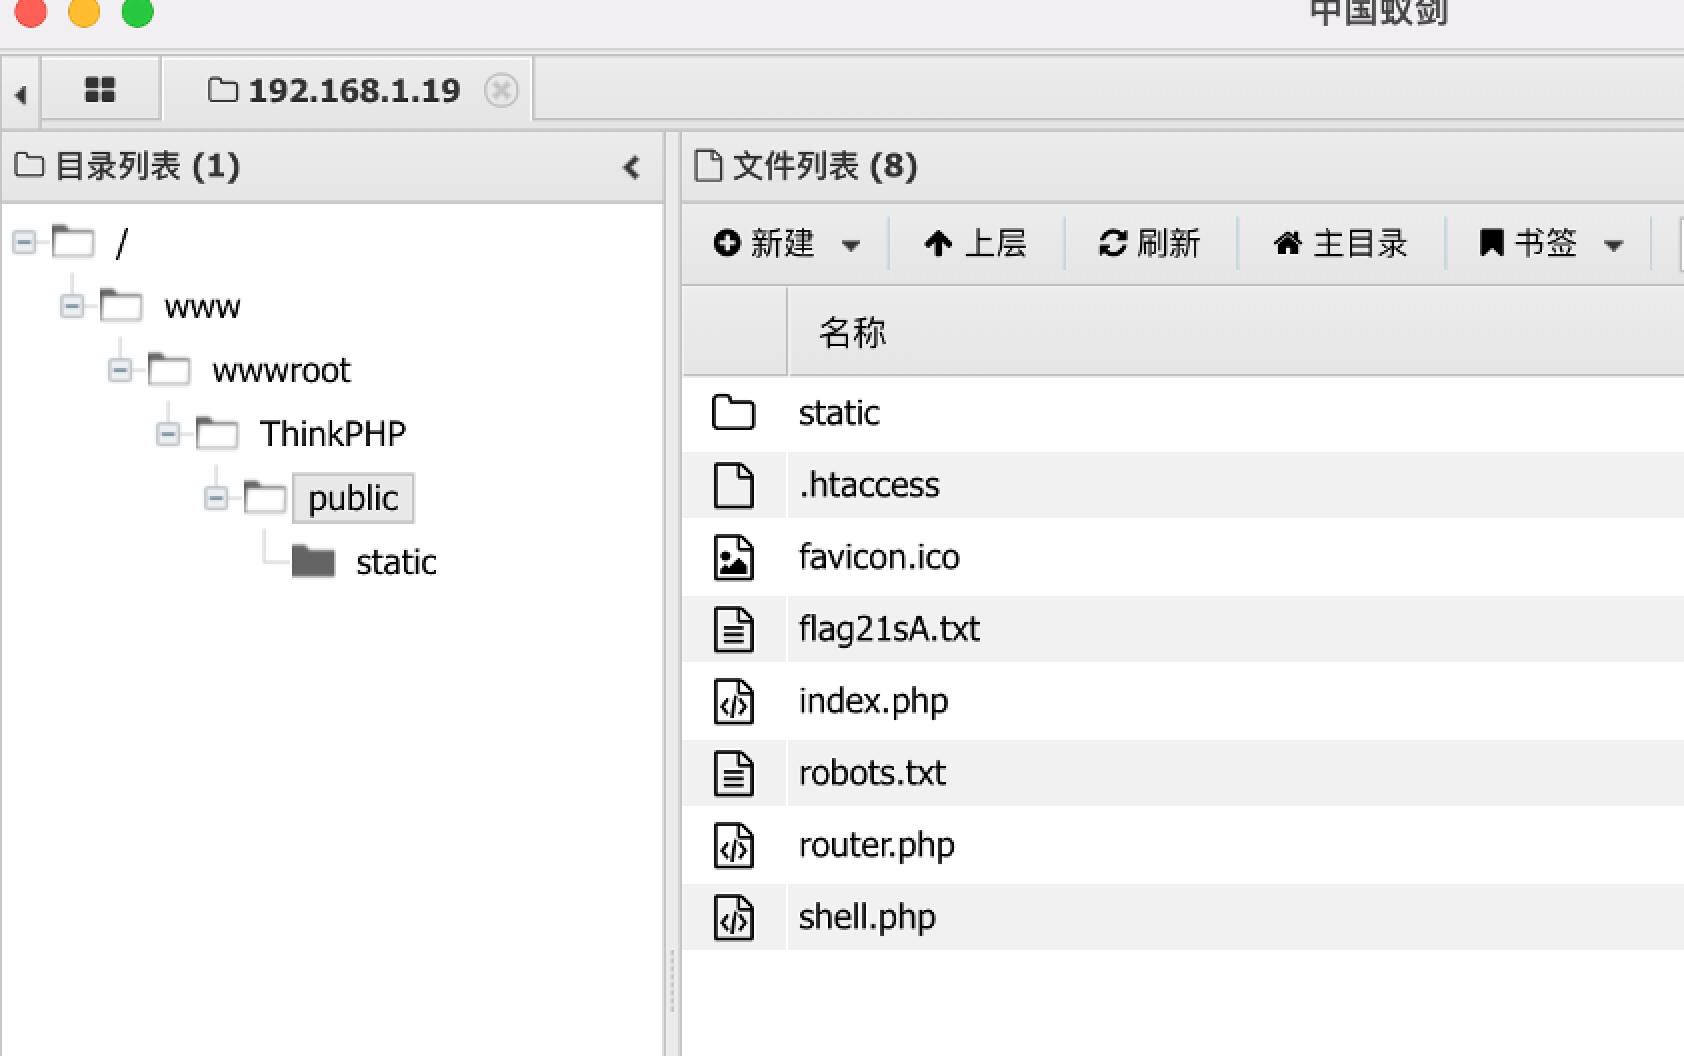 中国蚁剑
192.168.1.19
目录列表 (1)
文件列表 (8)
新建 上层 刷新 主目录 书签
/
www
wwwroot
ThinkPHP
public
static
名称
static
.htaccess
favicon.ico
flag21sA.txt
index.php
robots.txt
router.php
shell.php